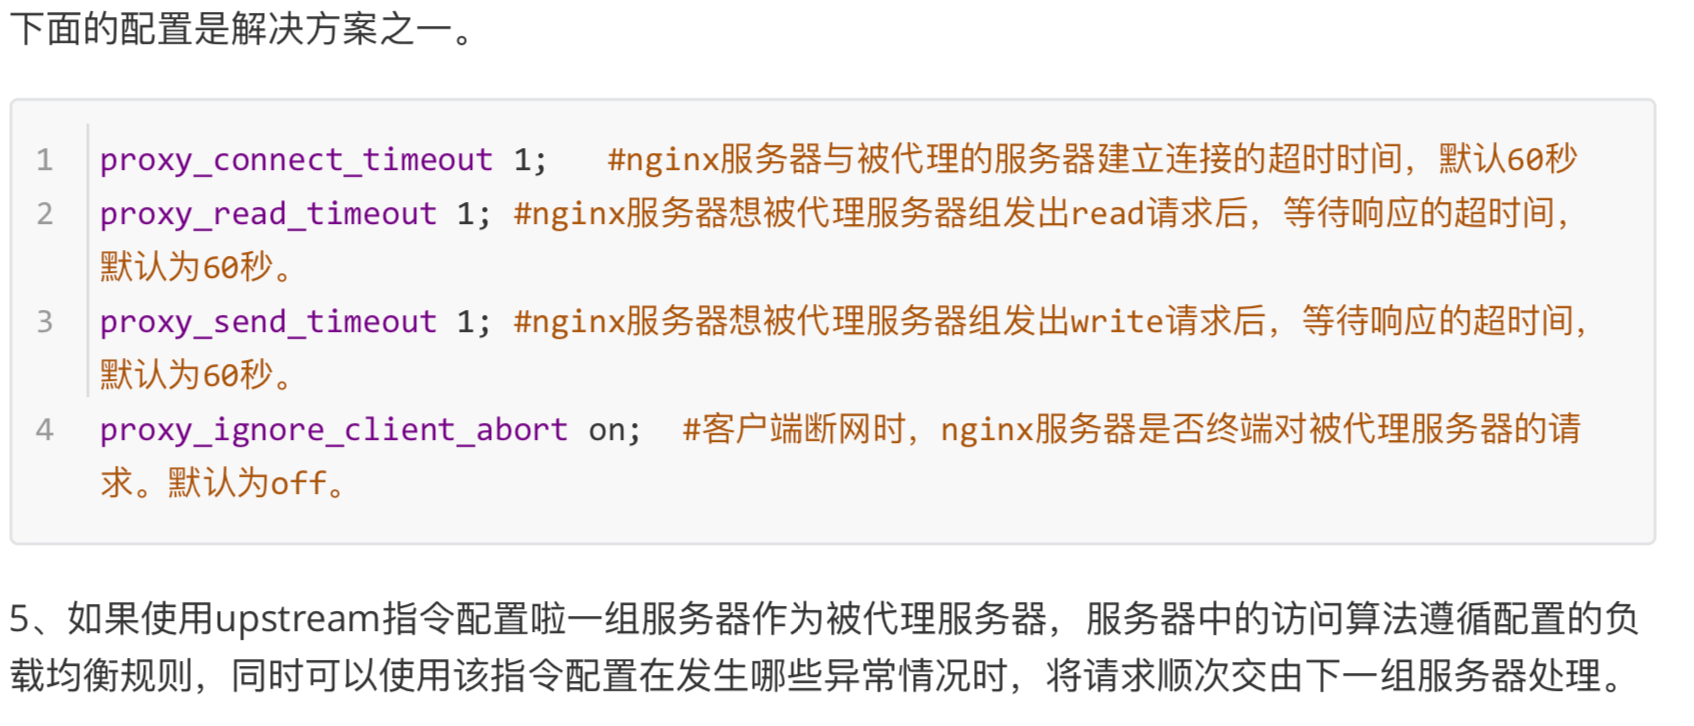 下面的配置是解决方案之一。
1 proxy_connect_timeout 1;   #nginx服务器与被代理的服务器建立连接的超时时间，默认60秒
2 proxy_read_timeout 1; #nginx服务器想被代理服务器组发出read请求后，等待响应的超时间，
默认为60秒。
3 proxy_send_timeout 1; #nginx服务器想被代理服务器组发出write请求后，等待响应的超时间，
默认为60秒。
4 proxy_ignore_client_abort on;  #客户端断网时，nginx服务器是否终端对被代理服务器的请
求。默认为off。
5、如果使用upstream指令配置啦一组服务器作为被代理服务器，服务器中的访问算法遵循配置的负
载均衡规则，同时可以使用该指令配置在发生哪些异常情况时，将请求顺次交由下一组服务器处理。